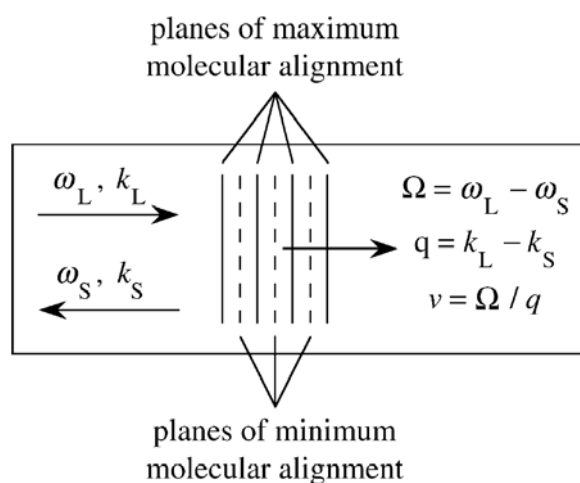 planes of maximum
molecular alignment
ω_L , k_L
ω_S , k_S
Ω = ω_L − ω_S
q = k_L − k_S
v = Ω / q
planes of minimum
molecular alignment